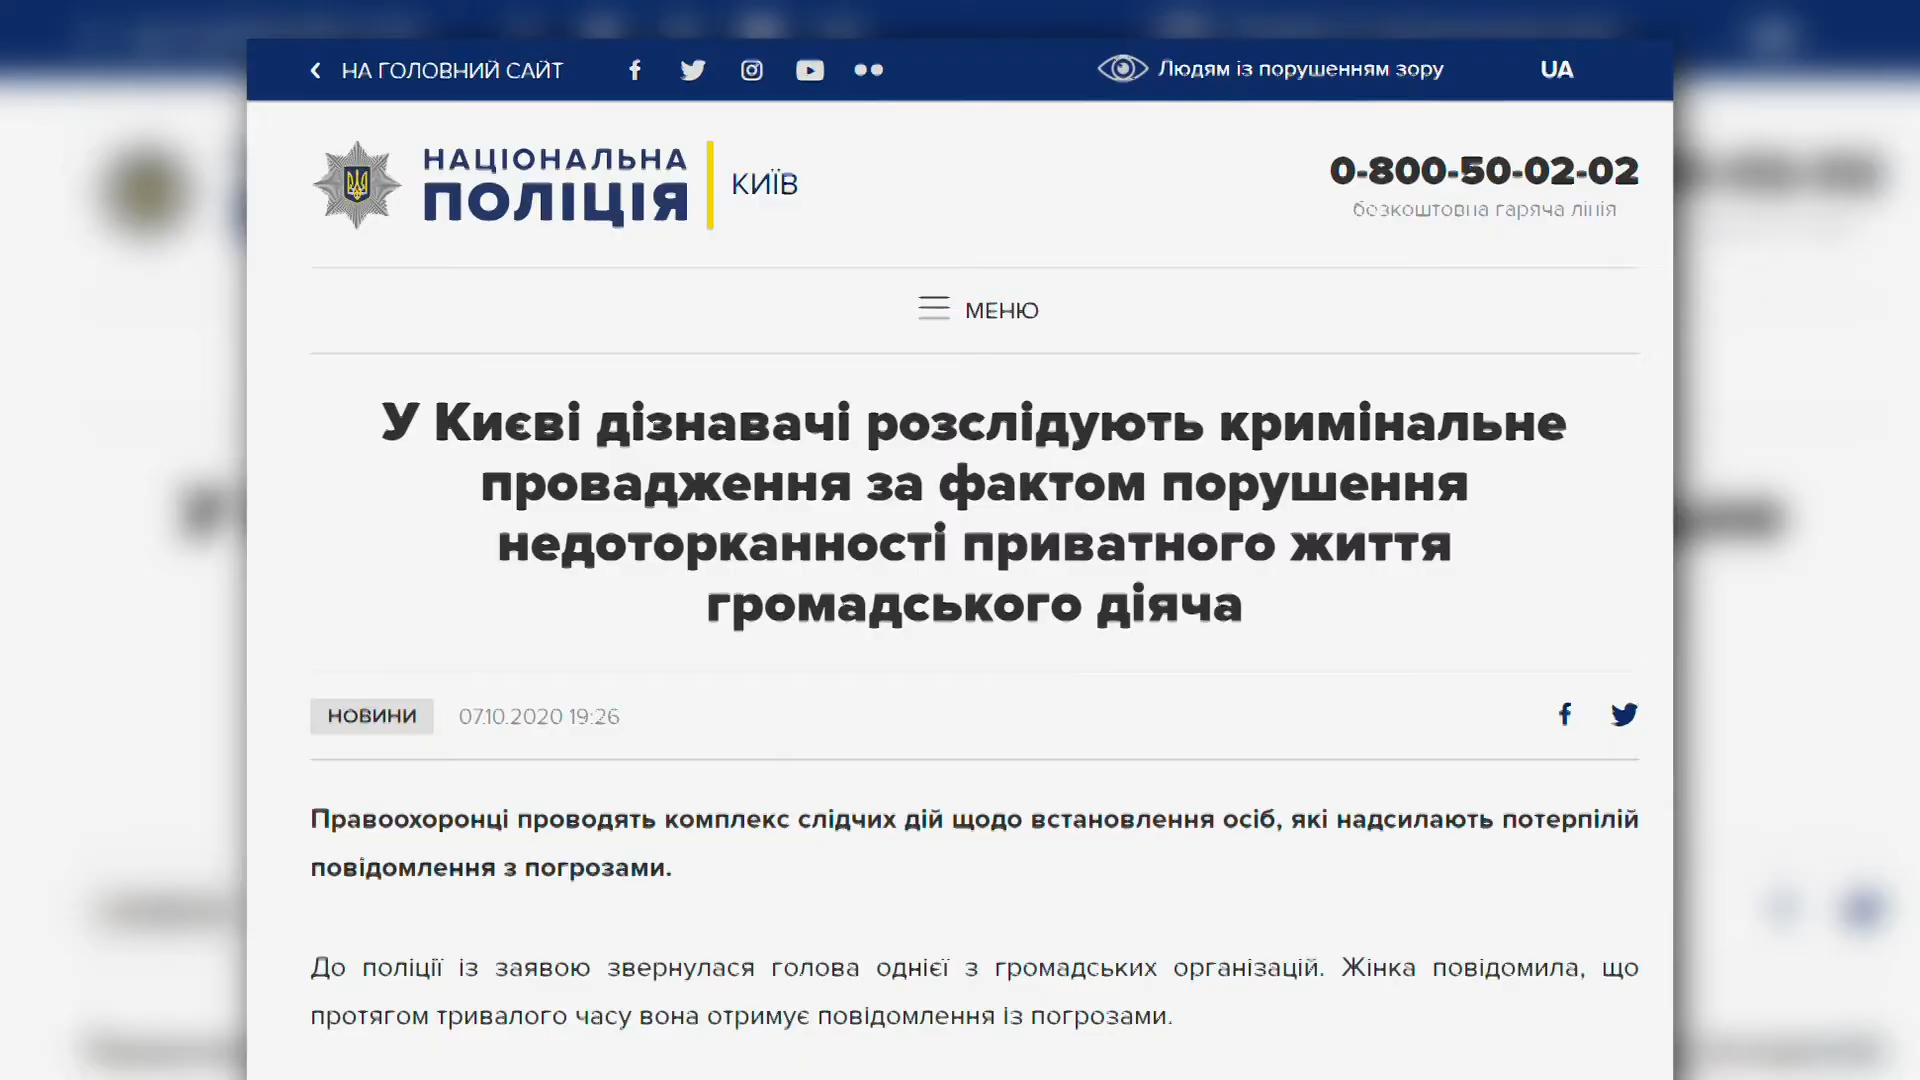 НА ГОЛОВНИЙ САЙТ
Людям із порушенням зору
UA
НАЦІОНАЛЬНА
ПОЛІЦІЯ
КИЇВ
0-800-50-02-02
безкоштовна гаряча лінія
МЕНЮ
У Києві дізнавачі розслідують кримінальне
провадження за фактом порушення
недоторканності приватного життя
громадського діяча
НОВИНИ
07.10.2020 19:26
Правоохоронці проводять комплекс слідчих дій щодо встановлення осіб, які надсилають потерпілій
повідомлення з погрозами.
До поліції із заявою звернулася голова однієї з громадських організацій. Жінка повідомила, що
протягом тривалого часу вона отримує повідомлення із погрозами.